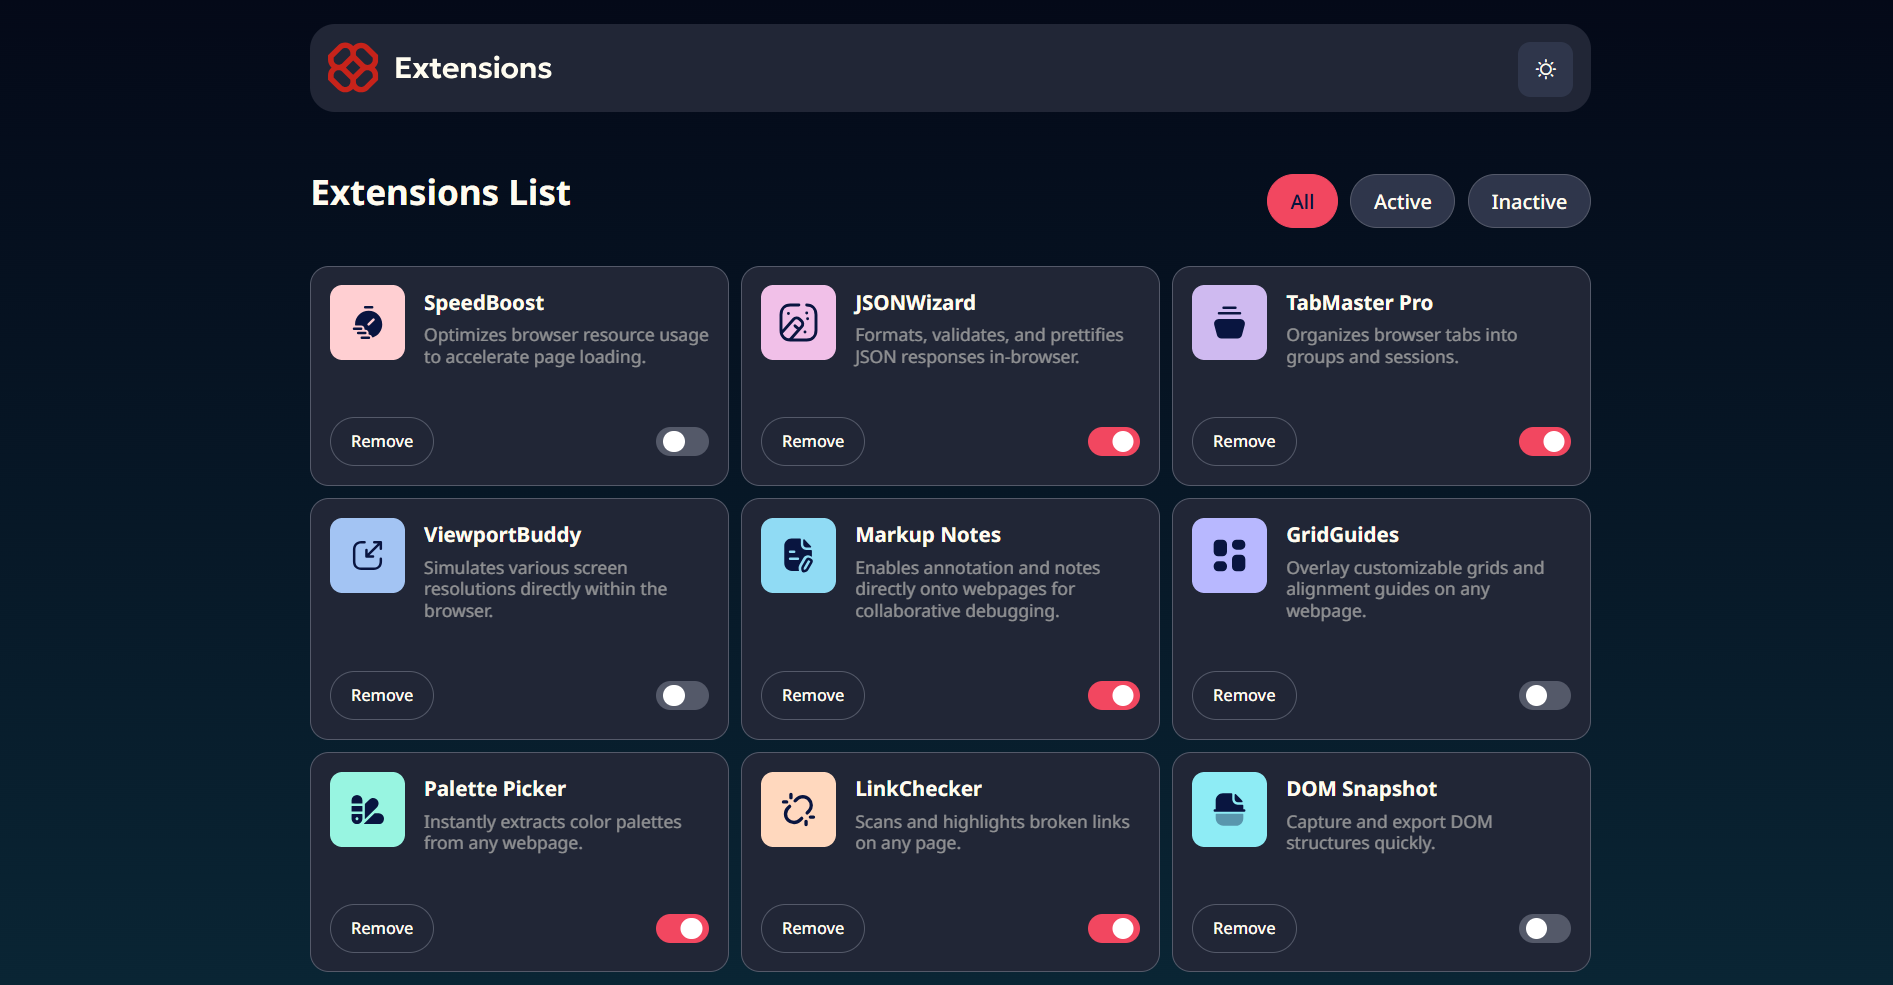 Extensions
Extensions List
All
Active
Inactive
SpeedBoost
Optimizes browser resource usage
to accelerate page loading.
Remove
JSONWizard
Formats, validates, and prettifies
JSON responses in-browser.
Remove
TabMaster Pro
Organizes browser tabs into
groups and sessions.
Remove
ViewportBuddy
Simulates various screen
resolutions directly within the
browser.
Remove
Markup Notes
Enables annotation and notes
directly onto webpages for
collaborative debugging.
Remove
GridGuides
Overlay customizable grids and
alignment guides on any
webpage.
Remove
Palette Picker
Instantly extracts color palettes
from any webpage.
Remove
LinkChecker
Scans and highlights broken links
on any page.
Remove
DOM Snapshot
Capture and export DOM
structures quickly.
Remove